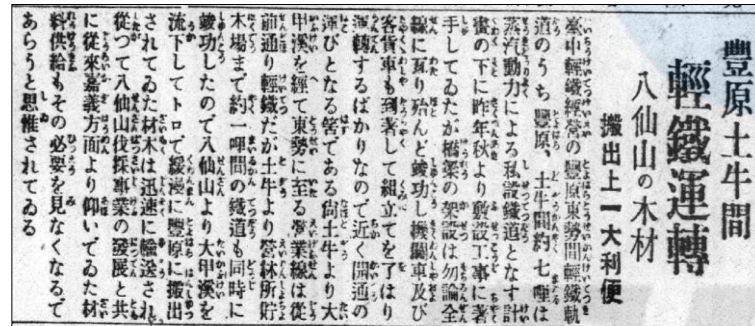 豐原土牛間
輕鐵運轉
八仙山の木材
搬出上一大利便
臺中輕鐵經營の豐原東勢間輕鐵軌
道のうち豐原、土牛間約七哩は
蒸汽動力による私設鐵道となす計
畫の下に昨年秋より敷設工事に著
手してゐたが橋梁の架設は勿論全
線に亙り殆んど竣功し機關車及び
客貨車も到著して組立てを了はり
運轉するばかりなので近く開通の
運びとなる筈である尙土牛より大
甲溪を經て東勢に至る營業線は從
前通り輕鐵だが土牛より營林所貯
木場まで約一哩間の鐵道も同時に
竣功したので八仙山より大甲溪を
流下してトロで緩漫に豐原に搬出
されてゐた材木は迅速に輸送され
從つて八仙山伐採事業の發展と共
に從來嘉義方面より仰いでゐた材
料供給もその必要を見なくなるで
あらうと思惟されてゐる